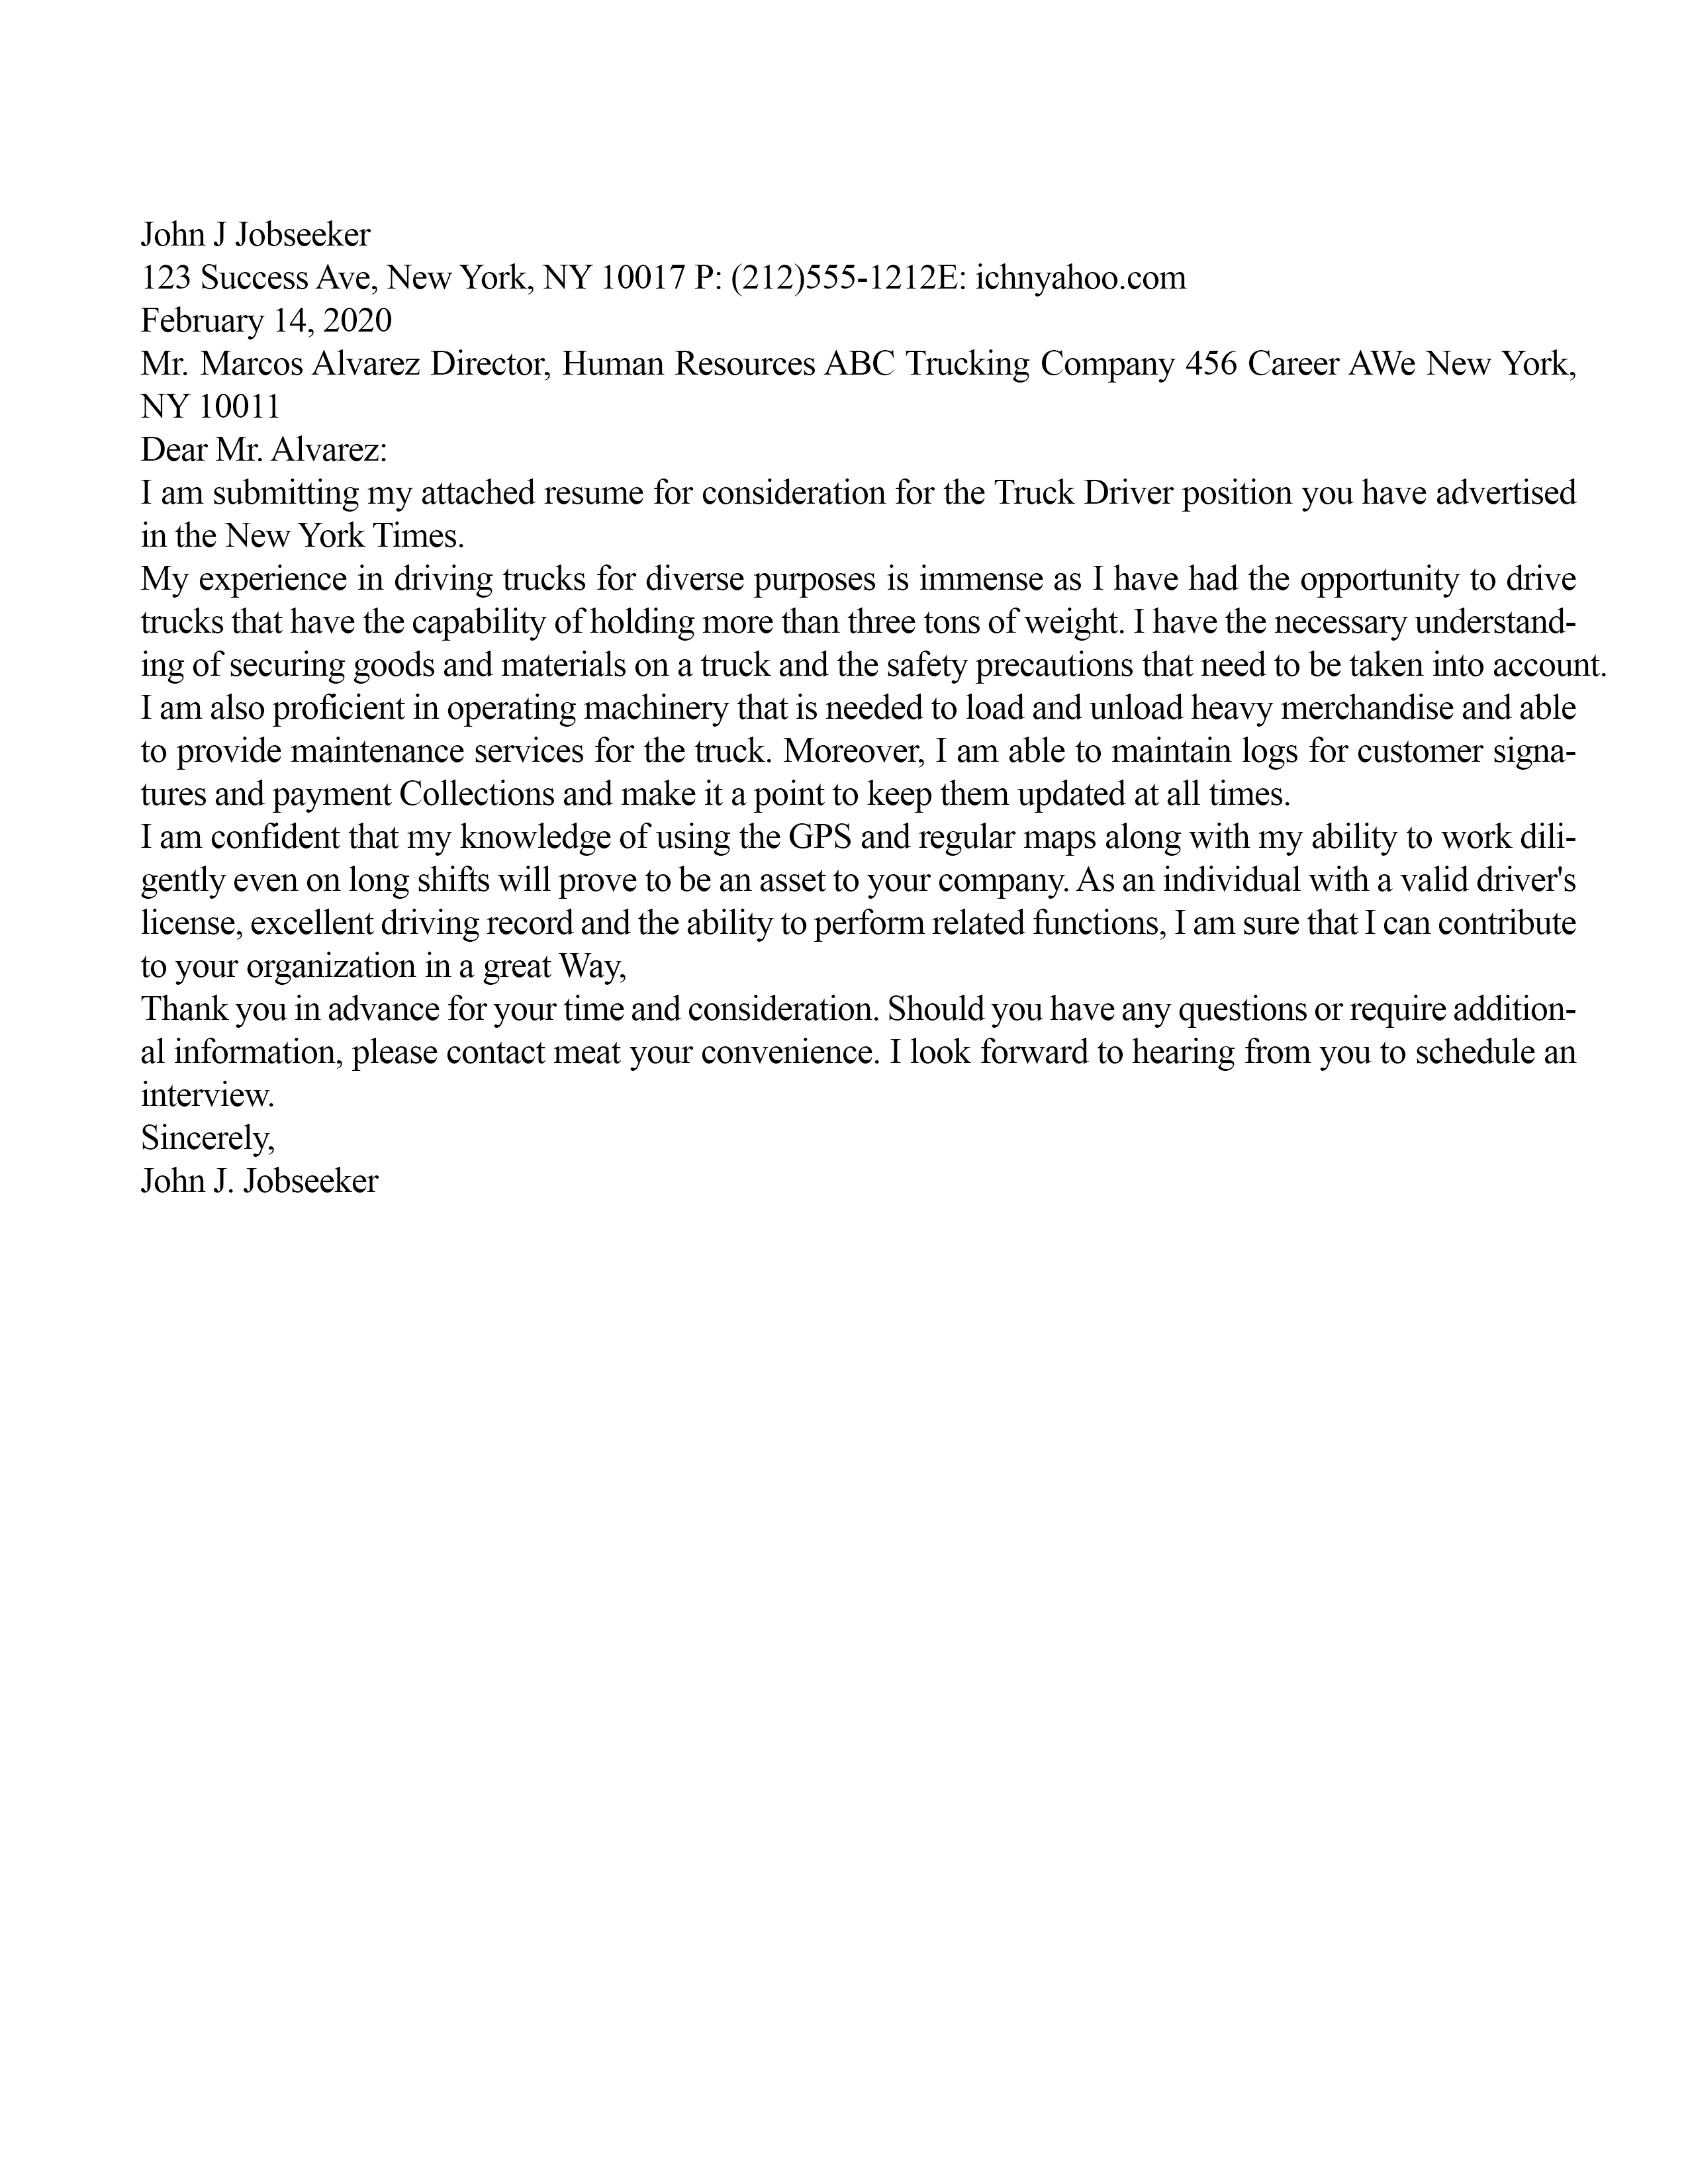 John J Jobseeker
123 Success Ave, New York, NY 10017 P: (212)555-1212E: ichnyahoo.com
February 14, 2020
Mr. Marcos Alvarez Director, Human Resources ABC Trucking Company 456 Career AWe New York,
NY 10011
Dear Mr. Alvarez:
I am submitting my attached resume for consideration for the Truck Driver position you have advertised
in the New York Times.
My experience in driving trucks for diverse purposes is immense as I have had the opportunity to drive
trucks that have the capability of holding more than three tons of weight. I have the necessary understand-
ing of securing goods and materials on a truck and the safety precautions that need to be taken into account.
I am also proficient in operating machinery that is needed to load and unload heavy merchandise and able
to provide maintenance services for the truck. Moreover, I am able to maintain logs for customer signa-
tures and payment Collections and make it a point to keep them updated at all times.
I am confident that my knowledge of using the GPS and regular maps along with my ability to work dili-
gently even on long shifts will prove to be an asset to your company. As an individual with a valid driver's
license, excellent driving record and the ability to perform related functions, I am sure that I can contribute
to your organization in a great Way,
Thank you in advance for your time and consideration. Should you have any questions or require addition-
al information, please contact meat your convenience. I look forward to hearing from you to schedule an
interview.
Sincerely,
John J. Jobseeker